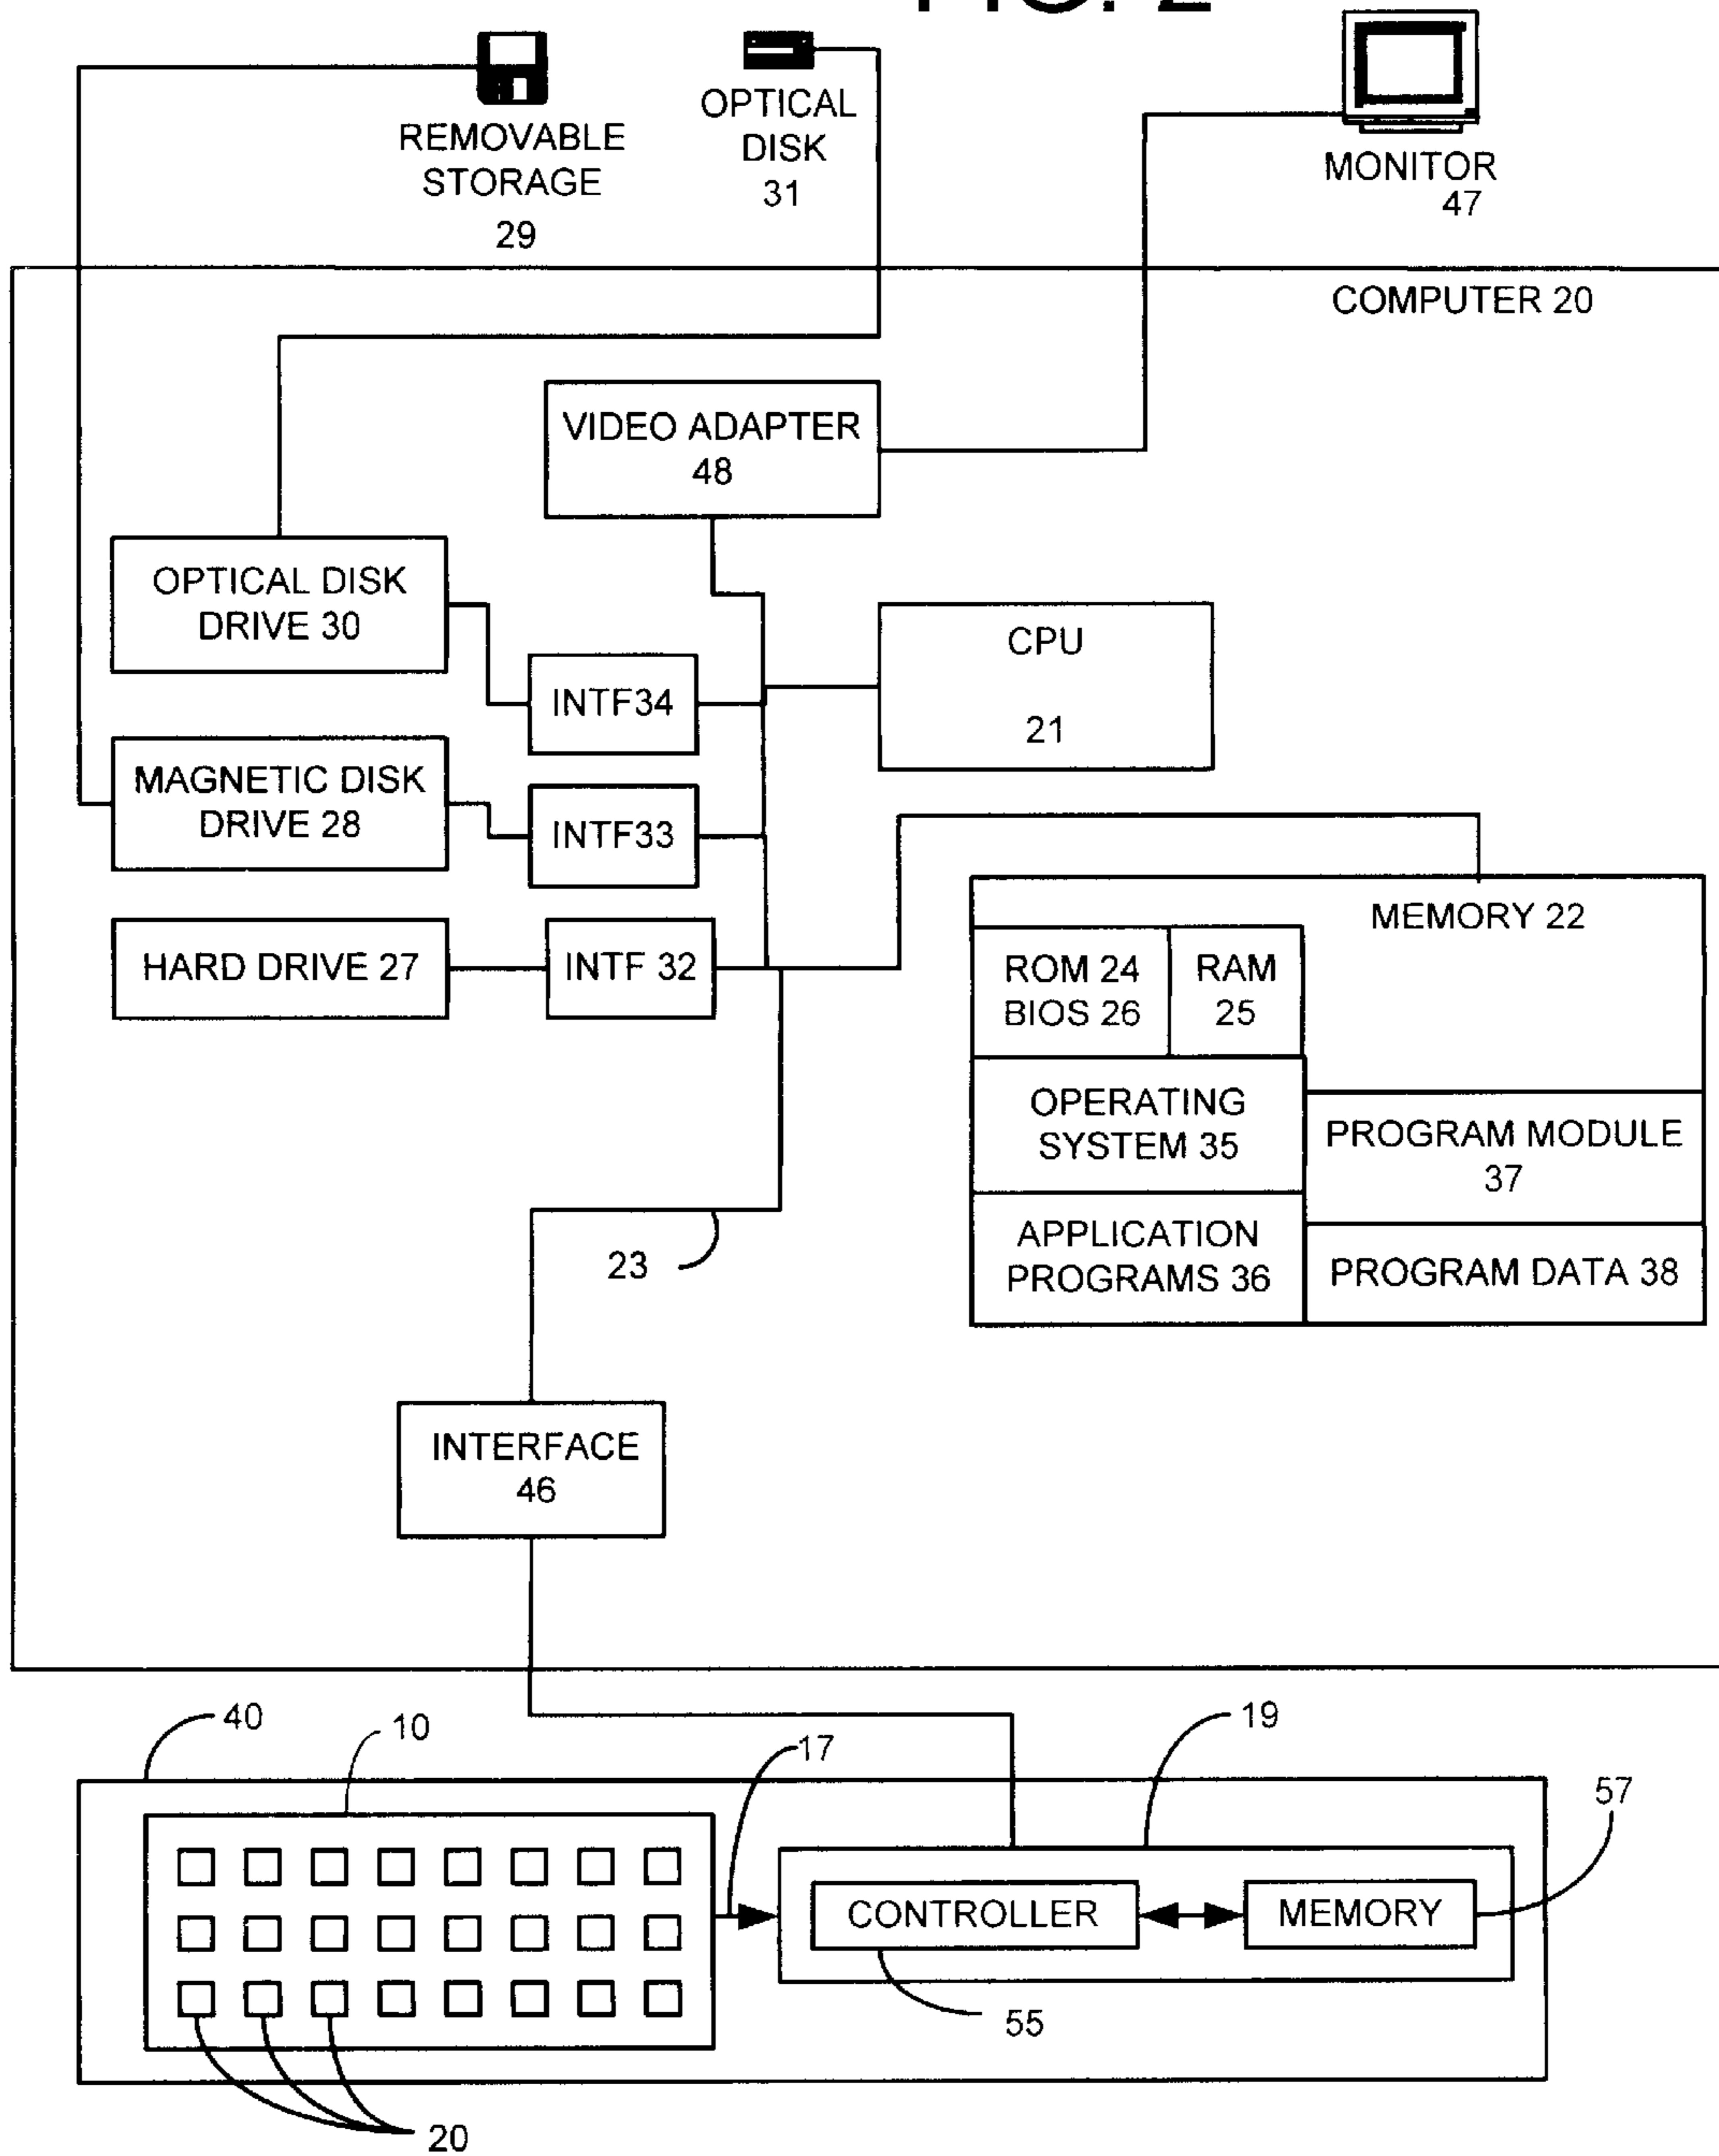 FIG. 2
REMOVABLE
STORAGE
29
OPTICAL
DISK
31
MONITOR
47
COMPUTER 20
VIDEO ADAPTER
48
OPTICAL DISK
DRIVE 30
INTF34
CPU
21
MAGNETIC DISK
DRIVE 28
INTF33
HARD DRIVE 27
INTF 32
MEMORY 22
ROM 24
BIOS 26
RAM
25
OPERATING
SYSTEM 35
PROGRAM MODULE
37
APPLICATION
PROGRAMS 36
PROGRAM DATA 38
23
INTERFACE
46
40
10
17
19
57
CONTROLLER
MEMORY
55
20